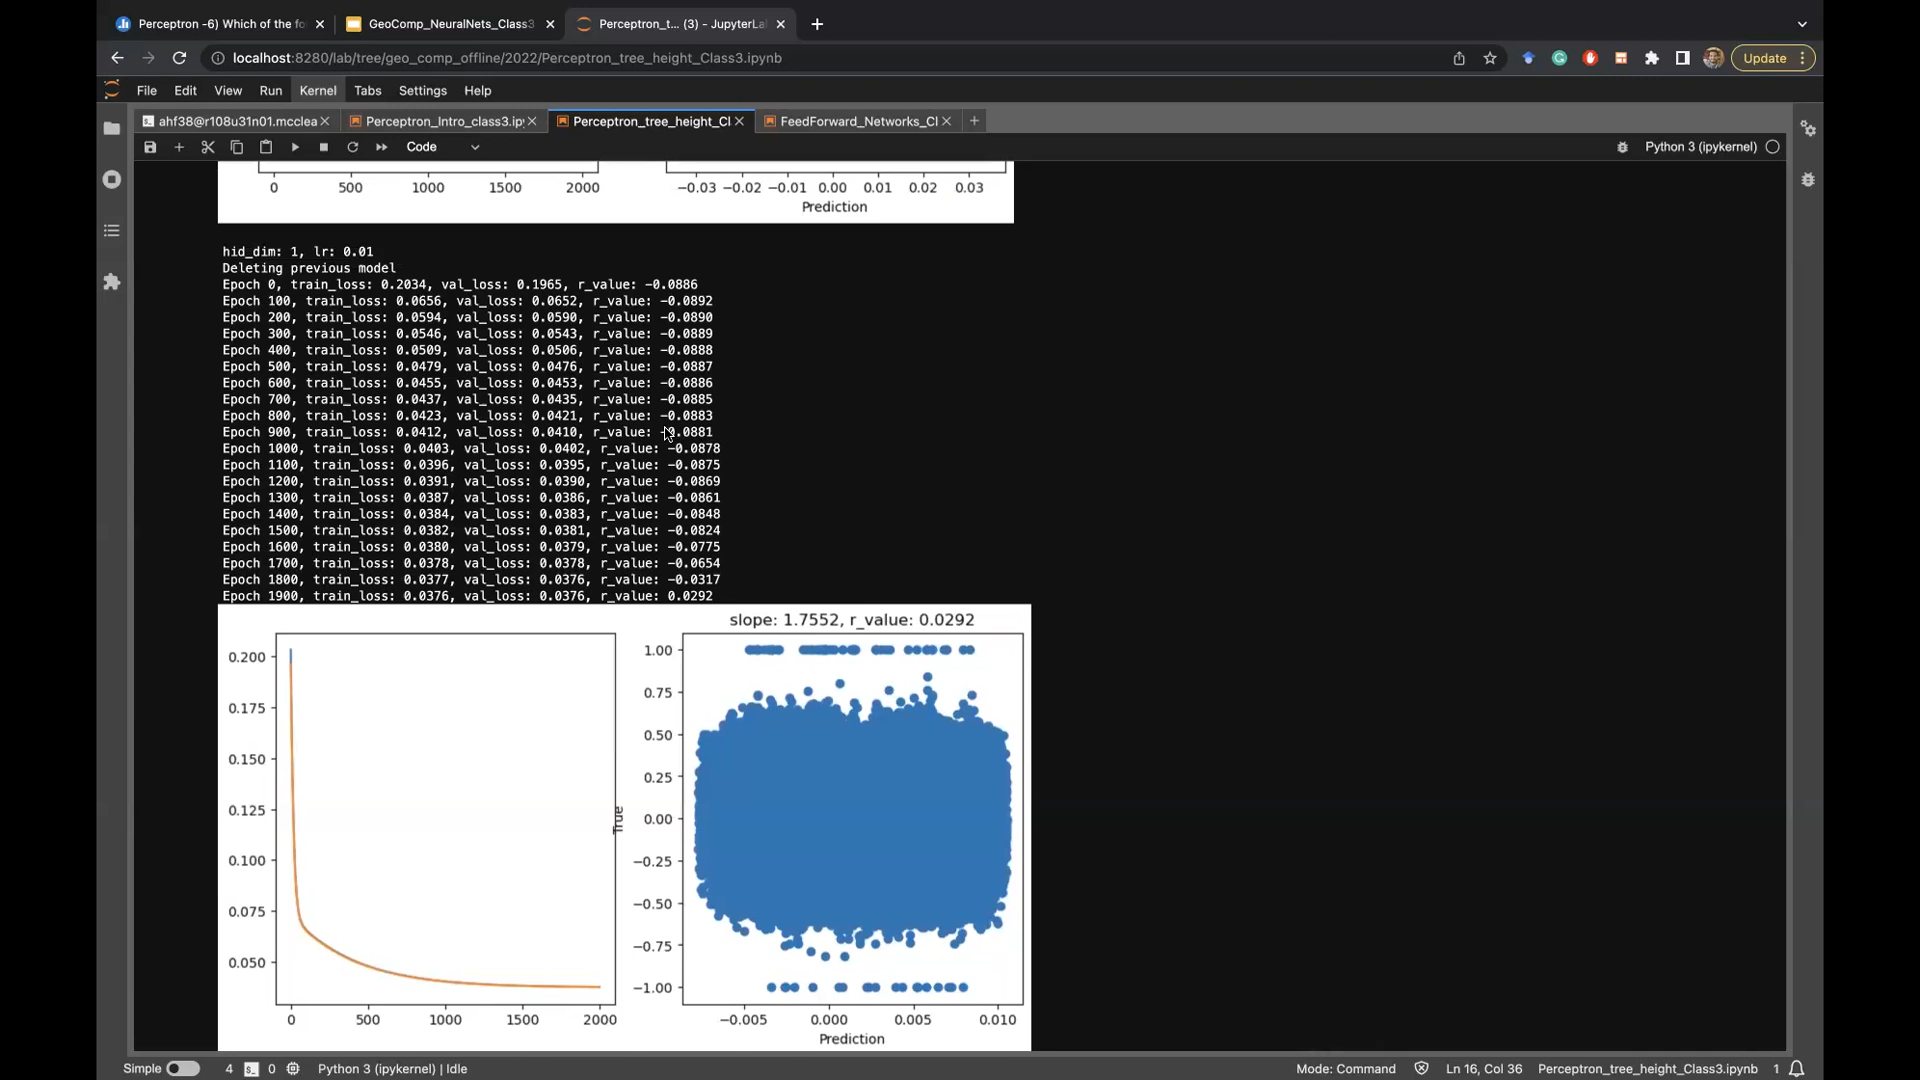 Perceptron -6) Which of the fo
GeoComp_NeuralNets_Class3
Perceptron_t... (3) - JupyterLa
localhost:8280/lab/tree/geo_comp_offline/2022/Perceptron_tree_height_Class3.ipynb
Update
File Edit View Run Kernel Tabs Settings Help
ahf38@r108u31n01.mcclea
Perceptron_Intro_class3.ipy
Perceptron_tree_height_Cl
FeedForward_Networks_Cl
Code
Python 3 (ipykernel)
0 500 1000 1500 2000
−0.03 −0.02 −0.01 0.00 0.01 0.02 0.03
Prediction
hid_dim: 1, lr: 0.01
Deleting previous model
Epoch 0, train_loss: 0.2034, val_loss: 0.1965, r_value: -0.0886
Epoch 100, train_loss: 0.0656, val_loss: 0.0652, r_value: -0.0892
Epoch 200, train_loss: 0.0594, val_loss: 0.0590, r_value: -0.0890
Epoch 300, train_loss: 0.0546, val_loss: 0.0543, r_value: -0.0889
Epoch 400, train_loss: 0.0509, val_loss: 0.0506, r_value: -0.0888
Epoch 500, train_loss: 0.0479, val_loss: 0.0476, r_value: -0.0887
Epoch 600, train_loss: 0.0455, val_loss: 0.0453, r_value: -0.0886
Epoch 700, train_loss: 0.0437, val_loss: 0.0435, r_value: -0.0885
Epoch 800, train_loss: 0.0423, val_loss: 0.0421, r_value: -0.0883
Epoch 900, train_loss: 0.0412, val_loss: 0.0410, r_value: -0.0881
Epoch 1000, train_loss: 0.0403, val_loss: 0.0402, r_value: -0.0878
Epoch 1100, train_loss: 0.0396, val_loss: 0.0395, r_value: -0.0875
Epoch 1200, train_loss: 0.0391, val_loss: 0.0390, r_value: -0.0869
Epoch 1300, train_loss: 0.0387, val_loss: 0.0386, r_value: -0.0861
Epoch 1400, train_loss: 0.0384, val_loss: 0.0383, r_value: -0.0848
Epoch 1500, train_loss: 0.0382, val_loss: 0.0381, r_value: -0.0824
Epoch 1600, train_loss: 0.0380, val_loss: 0.0379, r_value: -0.0775
Epoch 1700, train_loss: 0.0378, val_loss: 0.0378, r_value: -0.0654
Epoch 1800, train_loss: 0.0377, val_loss: 0.0376, r_value: -0.0317
Epoch 1900, train_loss: 0.0376, val_loss: 0.0376, r_value: 0.0292
slope: 1.7552, r_value: 0.0292
0.200
0.175
0.150
0.125
0.100
0.075
0.050
0 500 1000 1500 2000
True
1.00
0.75
0.50
0.25
0.00
−0.25
−0.50
−0.75
−1.00
−0.005 0.000 0.005 0.010
Prediction
Simple 4 0 Python 3 (ipykernel) | Idle
Mode: Command Ln 16, Col 36 Perceptron_tree_height_Class3.ipynb 1